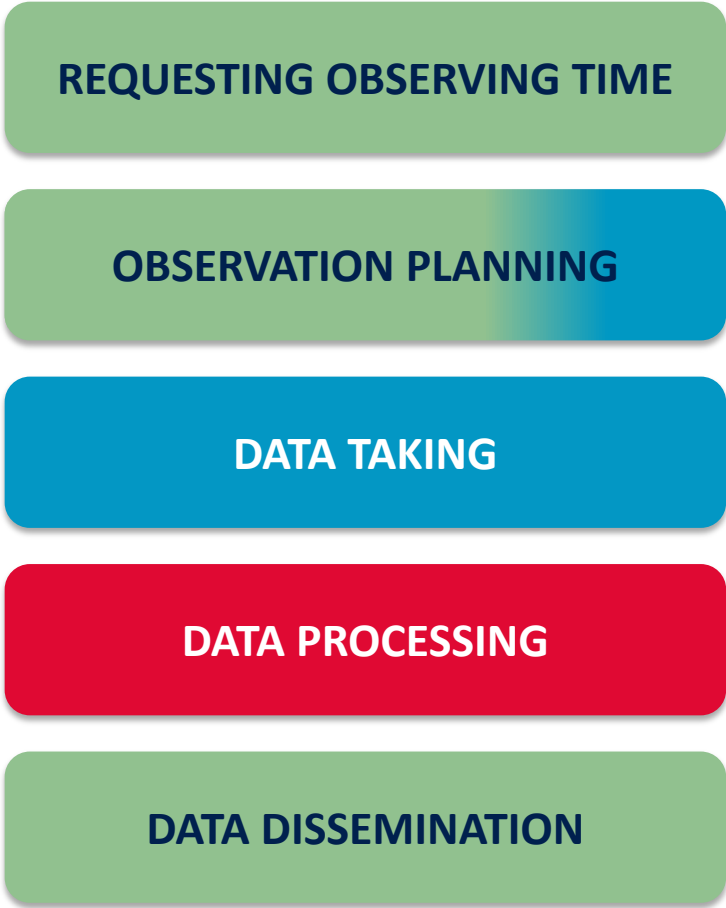 REQUESTING OBSERVING TIME
OBSERVATION PLANNING
DATA TAKING
DATA PROCESSING
DATA DISSEMINATION